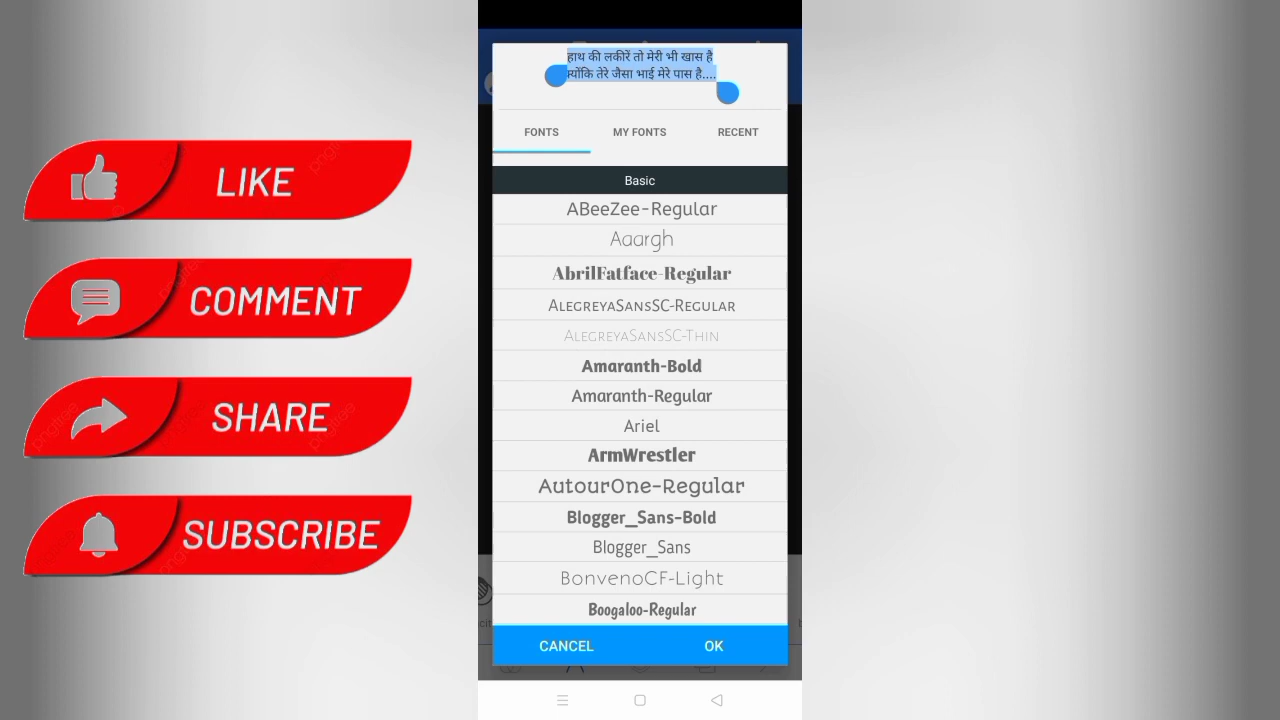 LIKE
COMMENT
SHARE
SUBSCRIBE
हाथ की लकीरें तो मेरी भी खास है
क्योंकि तेरे जैसा भाई मेरे पास है....
FONTS
MY FONTS
RECENT
Basic
ABeeZee-Regular
Aaargh
AbrilFatface-Regular
AlegreyaSansSC-Regular
AlegreyaSansSC-Thin
Amaranth-Bold
Amaranth-Regular
Ariel
ArmWrestler
AutourOne-Regular
Blogger_Sans-Bold
Blogger_Sans
BonvenoCF-Light
Boogaloo-Regular
CANCEL
OK